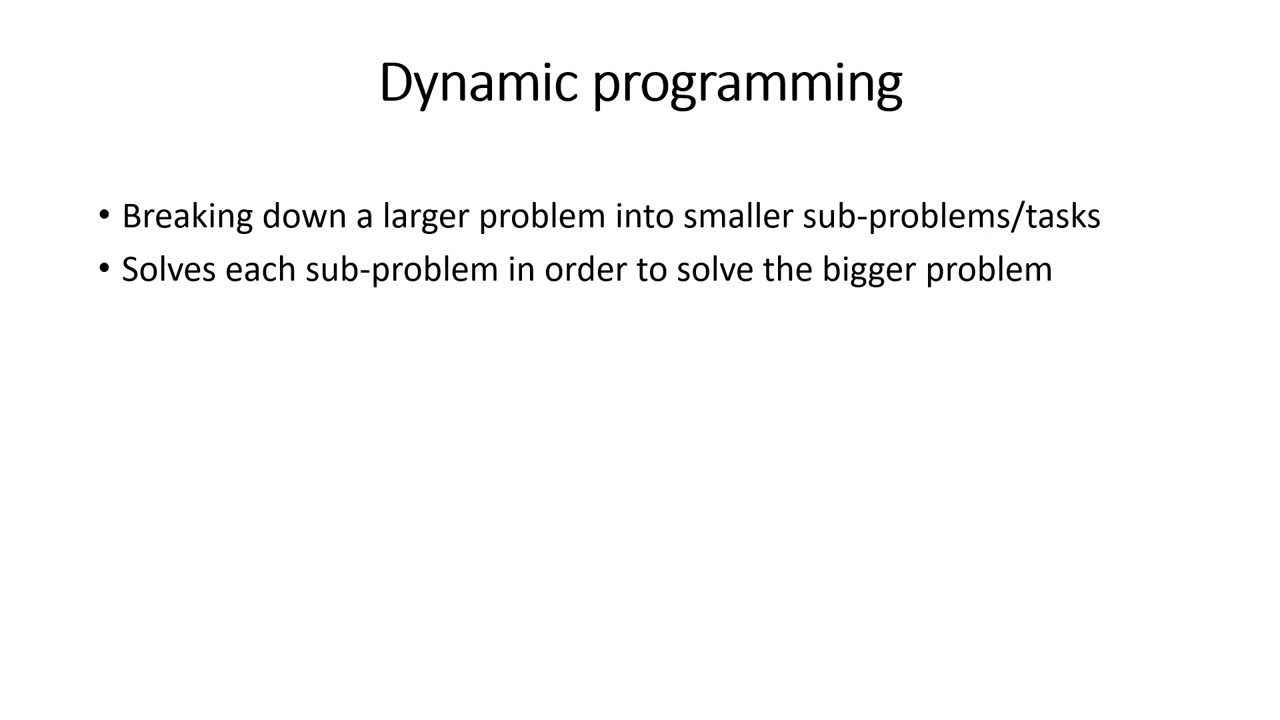 Dynamic programming
• Breaking down a larger problem into smaller sub-problems/tasks
• Solves each sub-problem in order to solve the bigger problem